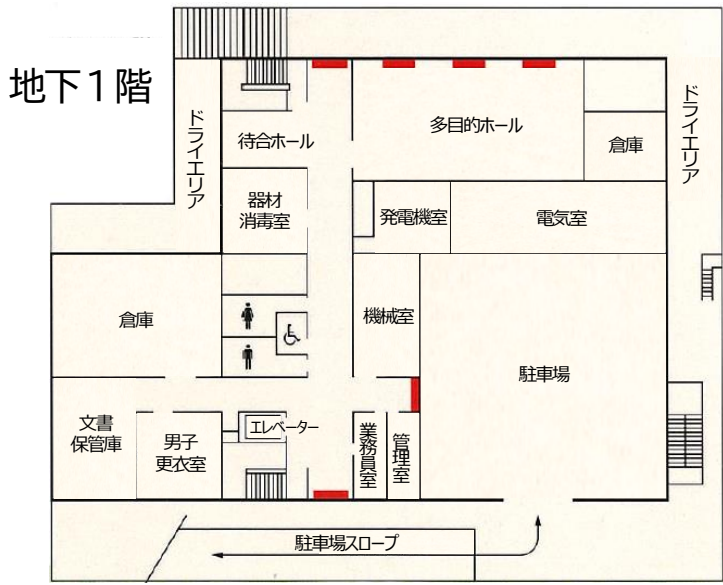 地下1階
ドライエリア
待合ホール
多目的ホール
倉庫
ドライエリア
器材
消毒室
発電機室
電気室
倉庫
機械室
駐車場
文書
保管庫
男子
更衣室
エレベーター
業務員室
管理室
駐車場スロープ